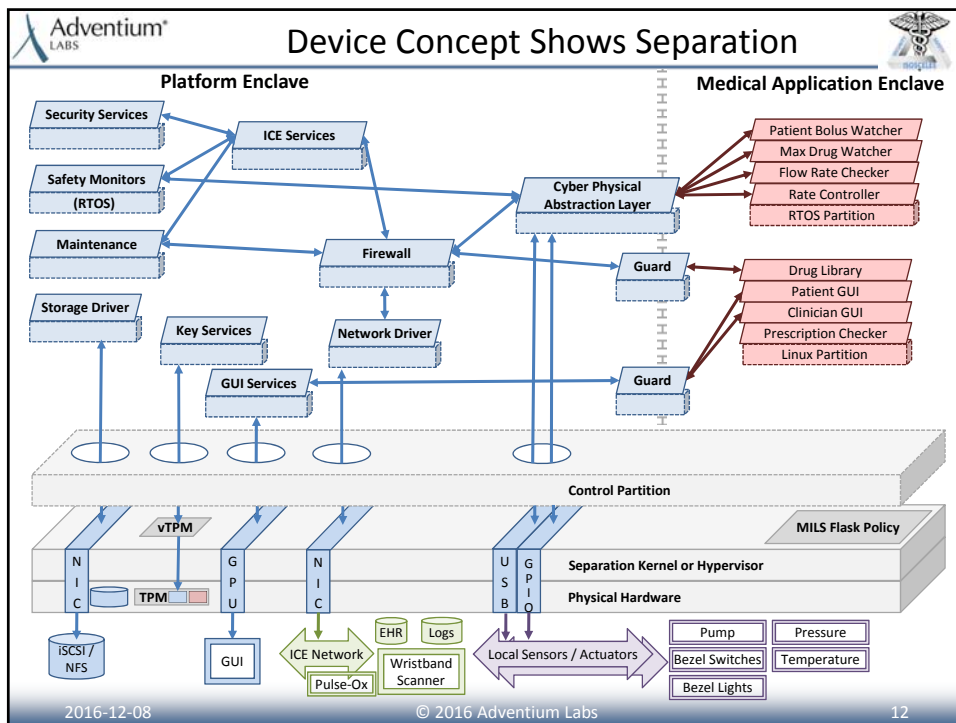 Adventium®
LABS
Device Concept Shows Separation
Platform Enclave
Medical Application Enclave
Security Services
ICE Services
Safety Monitors
(RTOS)
Maintenance
Storage Driver
Key Services
GUI Services
Firewall
Network Driver
Cyber Physical
Abstraction Layer
Guard
Guard
Patient Bolus Watcher
Max Drug Watcher
Flow Rate Checker
Rate Controller
RTOS Partition
Drug Library
Patient GUI
Clinician GUI
Prescription Checker
Linux Partition
Control Partition
vTPM
MILS Flask Policy
Separation Kernel or Hypervisor
Physical Hardware
NIC
TPM
GPU
NIC
USB
GPIO
iSCSI /
NFS
GUI
ICE Network
EHR
Logs
Pulse-Ox
Wristband
Scanner
Local Sensors / Actuators
Pump
Pressure
Bezel Switches
Temperature
Bezel Lights
2016-12-08
© 2016 Adventium Labs
12